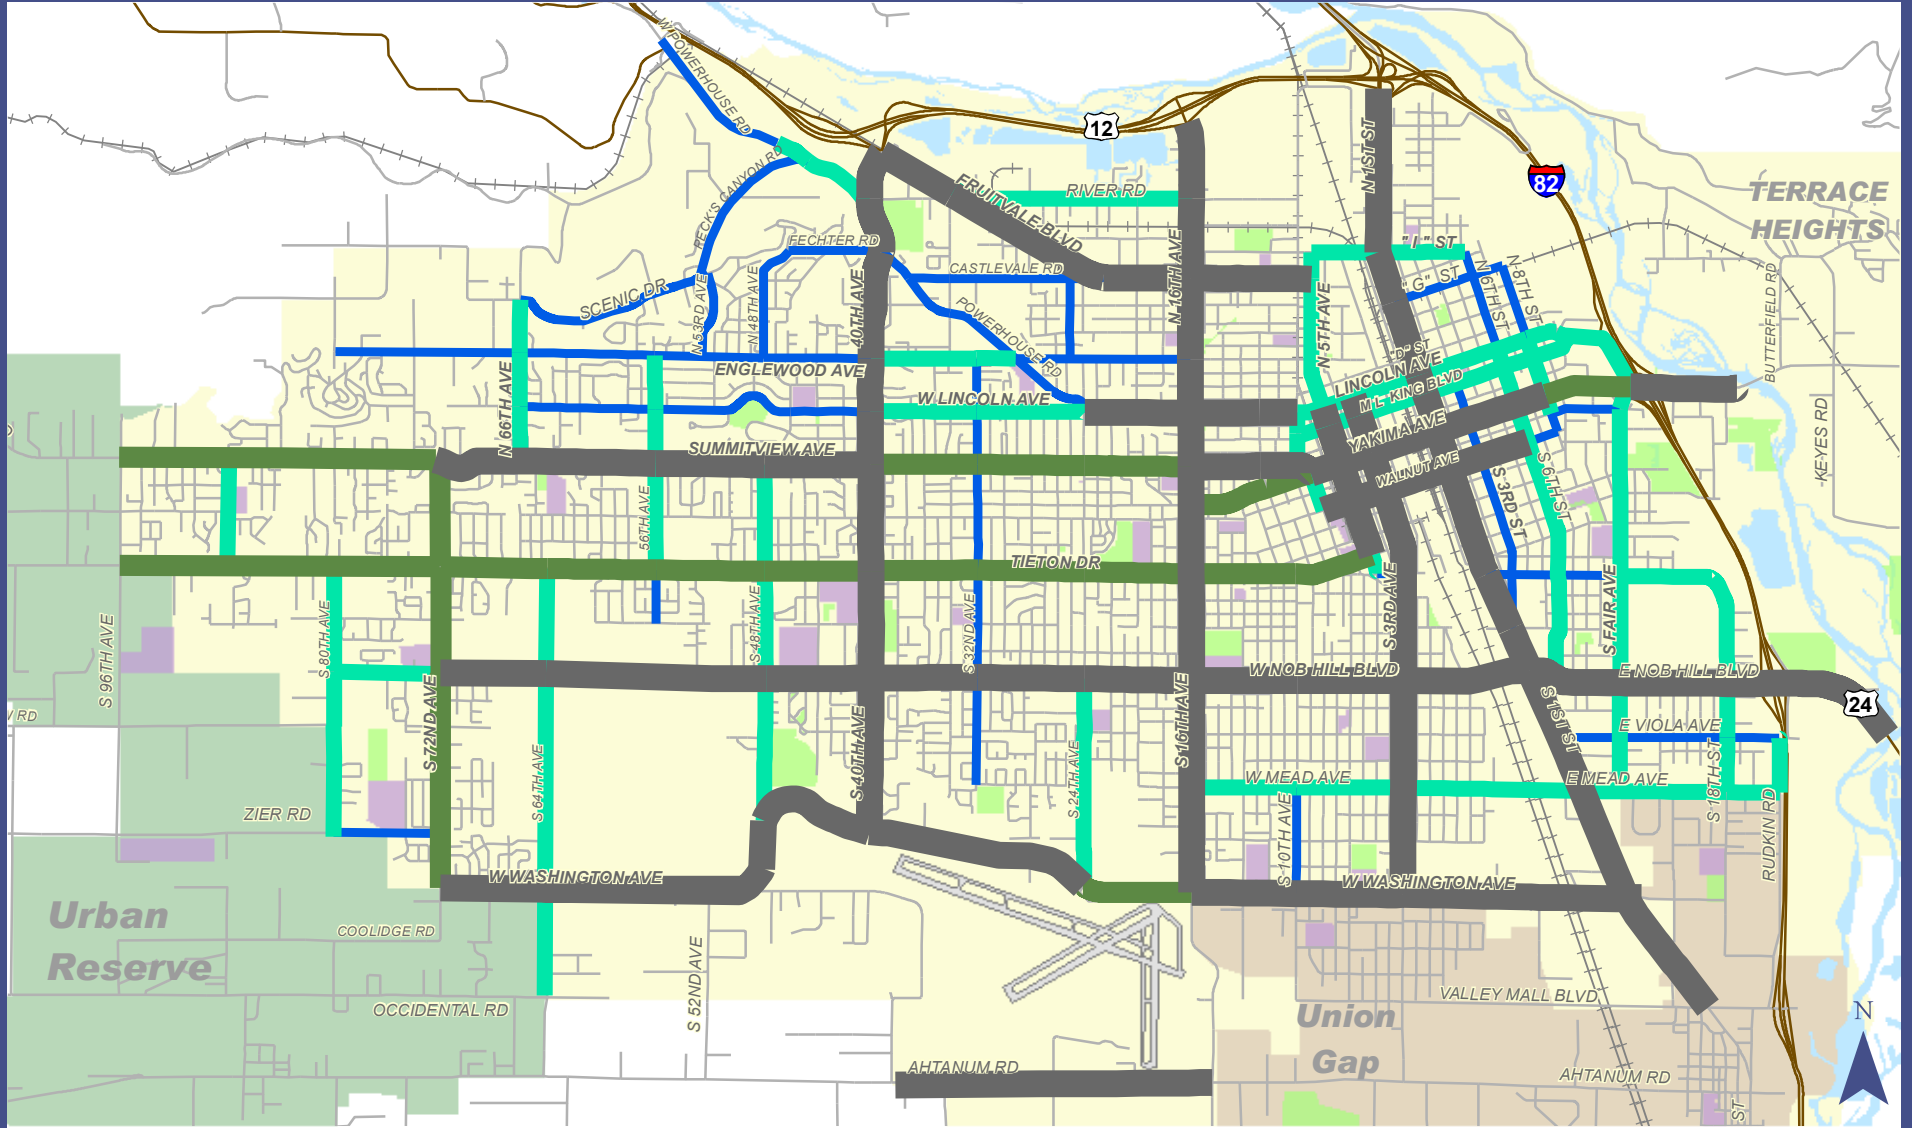 W POWERHOUSE RD
12
N 1ST ST
82
TERRACE
HEIGHTS
PECK'S CANYON RD
FRUITVALE BLVD
RIVER RD
FECHTER RD
"I" ST
CASTLEVALE RD
N 16TH AVE
"G" ST
N 6TH ST
N 8TH ST
SCENIC DR
N 53RD AVE
N 48TH AVE
40TH AVE
POWERHOUSE RD
N 5TH AVE
BUTTERFIELD RD
"D" ST
ENGLEWOOD AVE
LINCOLN AVE
M L KING BLVD
N 66TH AVE
W LINCOLN AVE
YAKIMA AVE
KEYES RD
SUMMITVIEW AVE
WALNUT AVE
56TH AVE
S 3RD ST
S 6TH ST
TIETON DR
S 96TH AVE
S 80TH AVE
S 48TH AVE
S 32ND AVE
S 3RD AVE
S FAIR AVE
W NOB HILL BLVD
E NOB HILL BLVD
24
W RD
S 72ND AVE
S 40TH AVE
S 16TH AVE
S 1ST ST
E VIOLA AVE
S 64TH AVE
S 24TH AVE
W MEAD AVE
E MEAD AVE
S 18TH ST
ZIER RD
S 10TH AVE
RUDKIN RD
W WASHINGTON AVE
W WASHINGTON AVE
Urban
Reserve
COOLIDGE RD
S 52ND AVE
OCCIDENTAL RD
VALLEY MALL BLVD
N
Union
Gap
AHTANUM RD
AHTANUM RD
ST